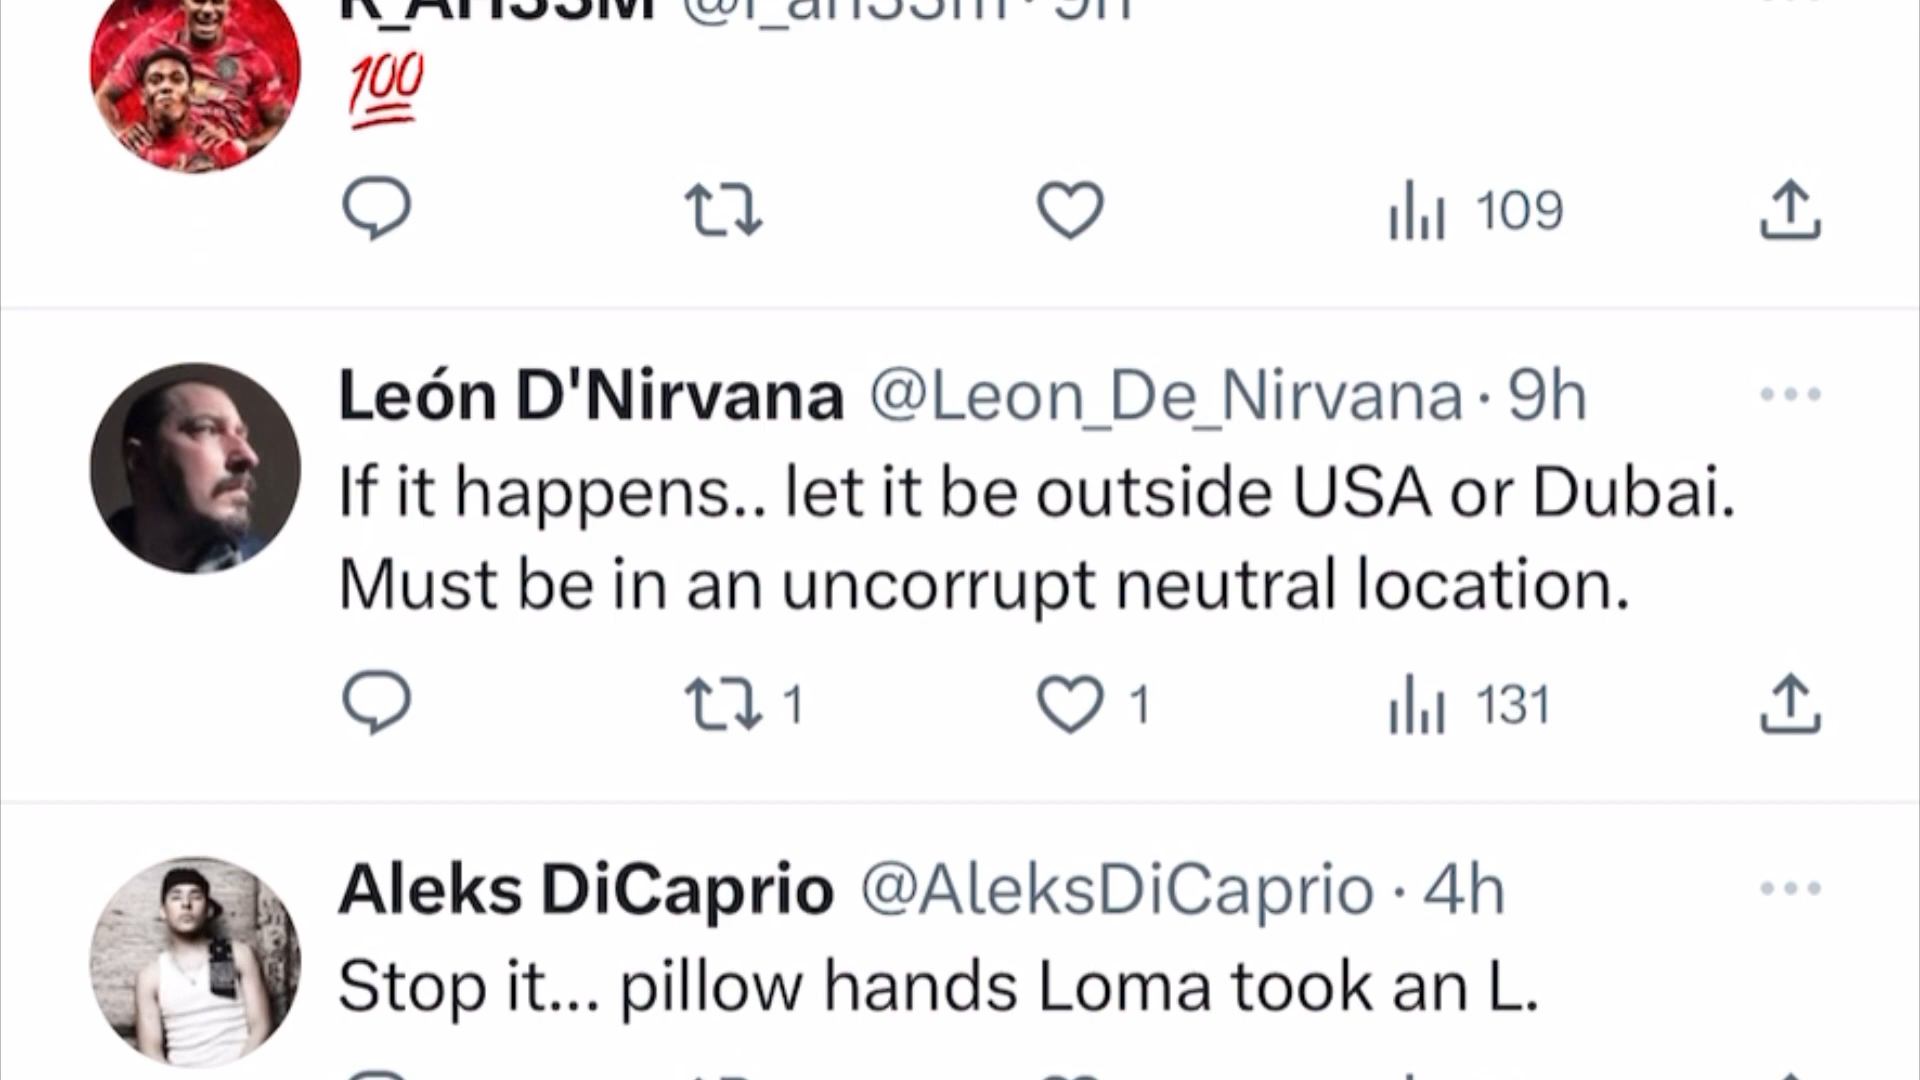 100
109
León D'Nirvana @Leon_De_Nirvana · 9h
If it happens.. let it be outside USA or Dubai.
Must be in an uncorrupt neutral location.
1 1 131
Aleks DiCaprio @AleksDiCaprio · 4h
Stop it... pillow hands Loma took an L.